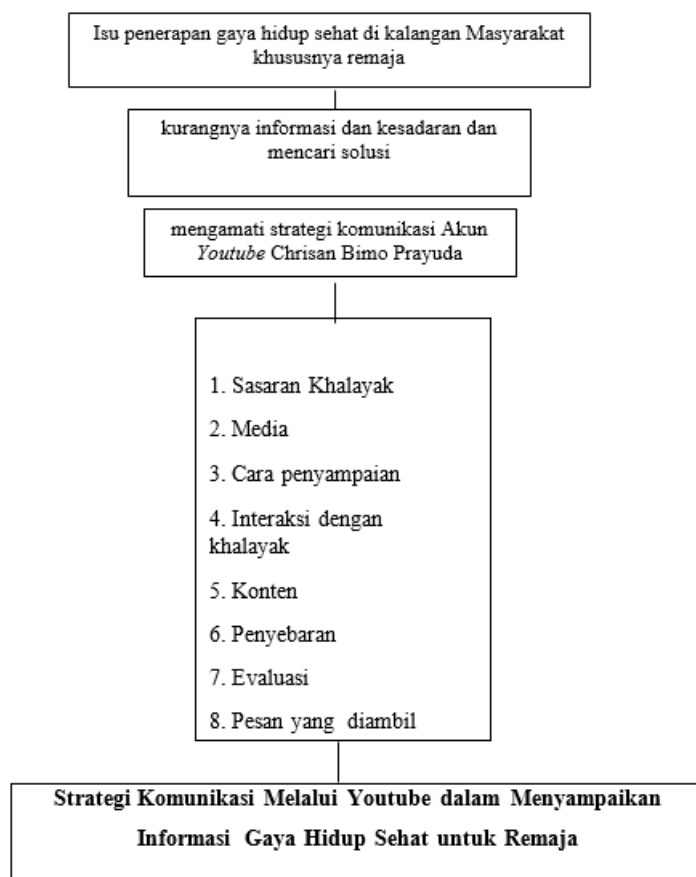 Isu penerapan gaya hidup sehat di kalangan Masyarakat
khususnya remaja
kurangnya informasi dan kesadaran dan
mencari solusi
mengamati strategi komunikasi Akun
Youtube Chrisan Bimo Prayuda
1. Sasaran Khalayak
2. Media
3. Cara penyampaian
4. Interaksi dengan
khalayak
5. Konten
6. Penyebaran
7. Evaluasi
8. Pesan yang diambil
Strategi Komunikasi Melalui Youtube dalam Menyampaikan
Informasi Gaya Hidup Sehat untuk Remaja